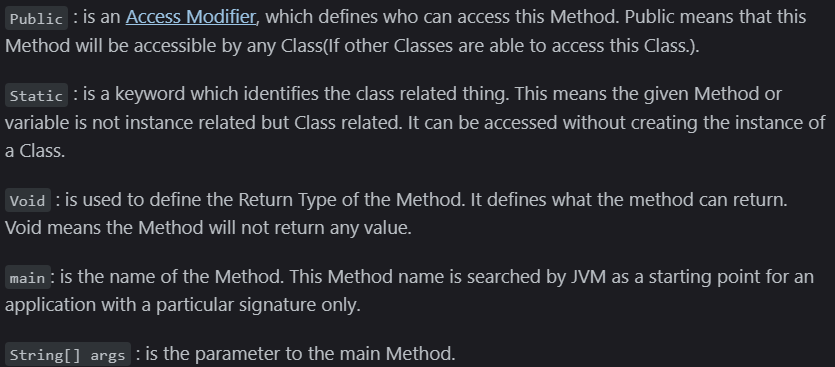 Public : is an Access Modifier, which defines who can access this Method. Public means that this
Method will be accessible by any Class(If other Classes are able to access this Class.).
Static : is a keyword which identifies the class related thing. This means the given Method or
variable is not instance related but Class related. It can be accessed without creating the instance of
a Class.
Void : is used to define the Return Type of the Method. It defines what the method can return.
Void means the Method will not return any value.
main: is the name of the Method. This Method name is searched by JVM as a starting point for an
application with a particular signature only.
String[] args : is the parameter to the main Method.